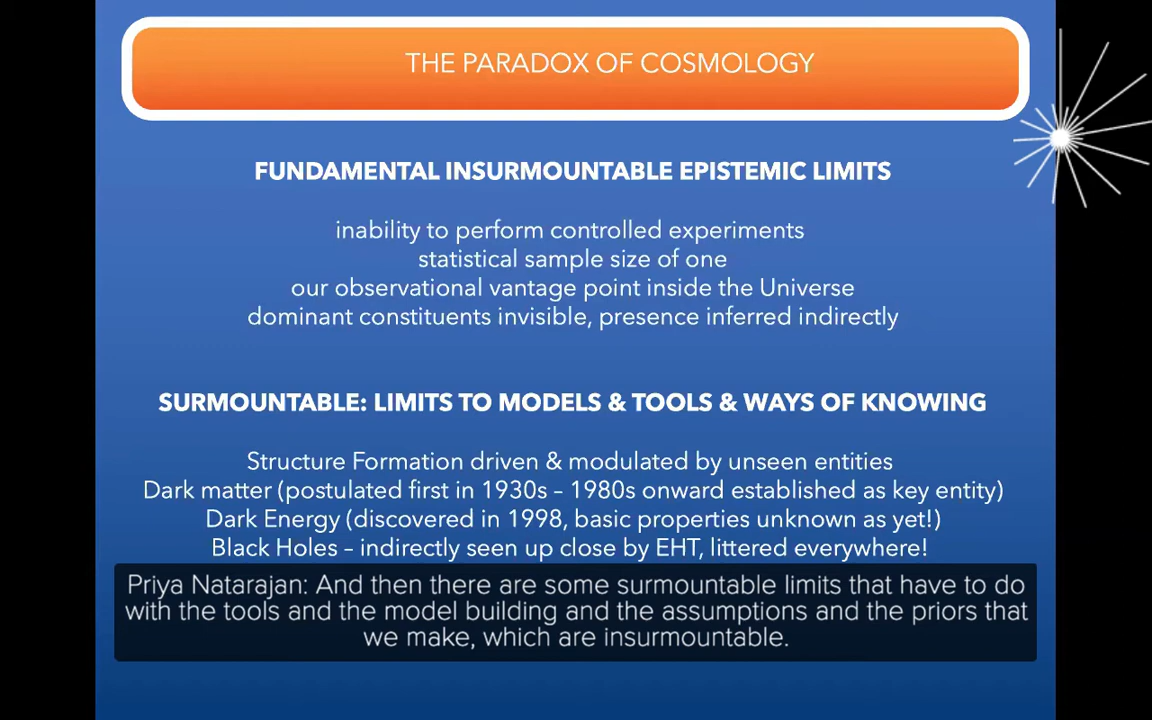 THE PARADOX OF COSMOLOGY
FUNDAMENTAL INSURMOUNTABLE EPISTEMIC LIMITS
inability to perform controlled experiments
statistical sample size of one
our observational vantage point inside the Universe
dominant constituents invisible, presence inferred indirectly
SURMOUNTABLE: LIMITS TO MODELS & TOOLS & WAYS OF KNOWING
Structure Formation driven & modulated by unseen entities
Dark matter (postulated first in 1930s – 1980s onward established as key entity)
Dark Energy (discovered in 1998, basic properties unknown as yet!)
Black Holes – indirectly seen up close by EHT, littered everywhere!
Priya Natarajan: And then there are some surmountable limits that have to do
with the tools and the model building and the assumptions and the priors that
we make, which are insurmountable.